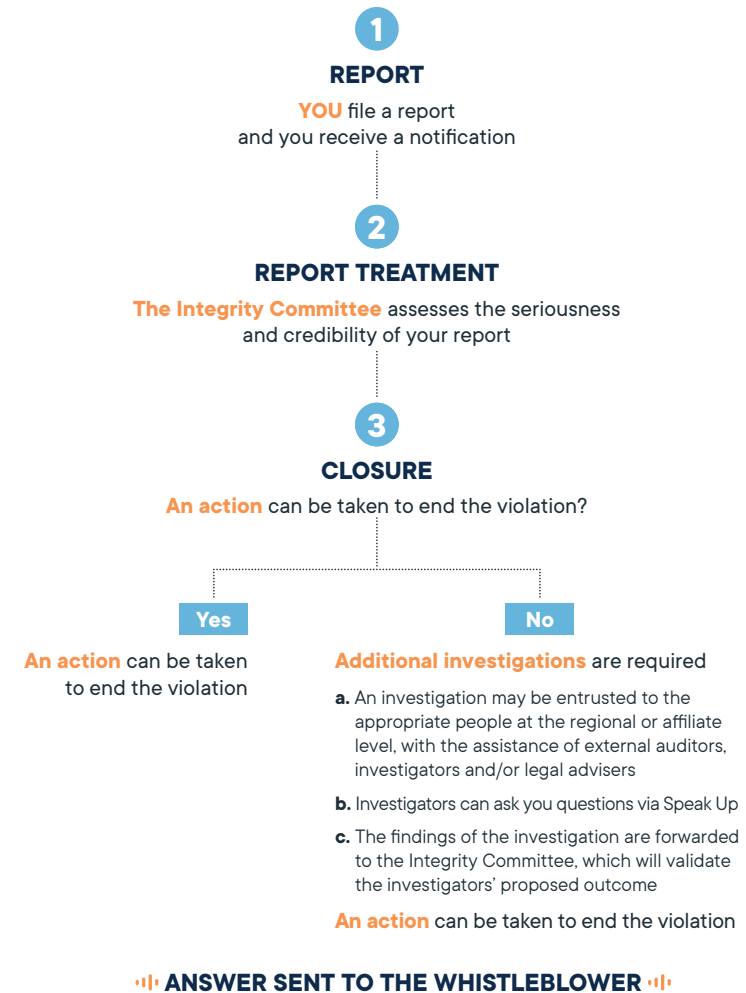 1
REPORT
YOU file a report
and you receive a notification
2
REPORT TREATMENT
The Integrity Committee assesses the seriousness
and credibility of your report
3
CLOSURE
An action can be taken to end the violation?
Yes
An action can be taken
to end the violation
No
Additional investigations are required
a. An investigation may be entrusted to the
appropriate people at the regional or affiliate
level, with the assistance of external auditors,
investigators and/or legal advisers
b. Investigators can ask you questions via Speak Up
c. The findings of the investigation are forwarded
to the Integrity Committee, which will validate
the investigators’ proposed outcome
An action can be taken to end the violation
ANSWER SENT TO THE WHISTLEBLOWER